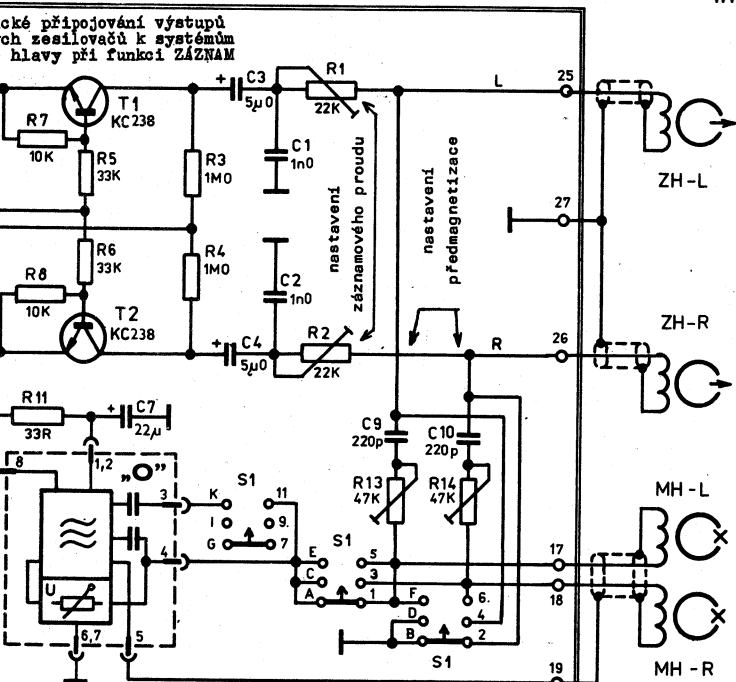 ické připojování výstupů
ých zesilovačů k systémům
hlavy při funkci ZÁZNAM
T1
KC238
R7
10K
R5
33K
R3
1M0
C3
5µ0
R1
22K
C1
1n0
L
25
ZH-L
27
nastavení
záznamového proudu
nastavení
předmagnetizace
R6
33K
R4
1M0
C2
1n0
R8
10K
T2
KC238
C4
5µ0
R2
22K
R
26
ZH-R
R11
33R
C7
22µ
C9
220p
C10
220p
R13
47K
R14
47K
8
1,2
„O”
3
4
U
6,7
5
S1
K
11
I
9.
G
7
S1
E
5
C
3
A
1
F
6.
D
4
B
2
S1
17
18
19
MH-L
MH-R